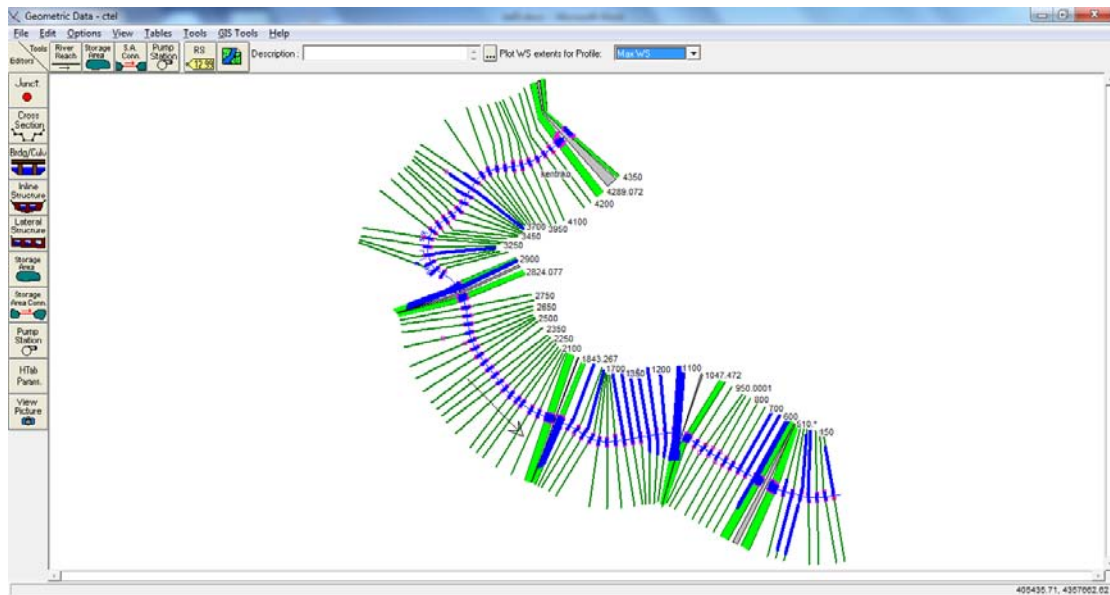 Geometric Data - ctel
File Edit Options View Tables Tools GIS Tools Help
Tools
Editors
River Reach
Storage Area
S.A. Conn.
Pump Station
RS
12.99
Description :
...
Plot WS extents for Profile:
Max WS
Junct.
Cross Section
Brdg/Culv
Inline Structure
Lateral Structure
Storage Area
Storage Area Conn.
Pump Station
HTab Param.
View Picture
kentriko
4350
4289.072
4200
4100
3950
3700
3450
3250
2900
2824.077
2750
2650
2500
2350
2250
2100
1843.267
1700
1350
1200
1100
1047.472
950.0001
800
700
600
510.*
150